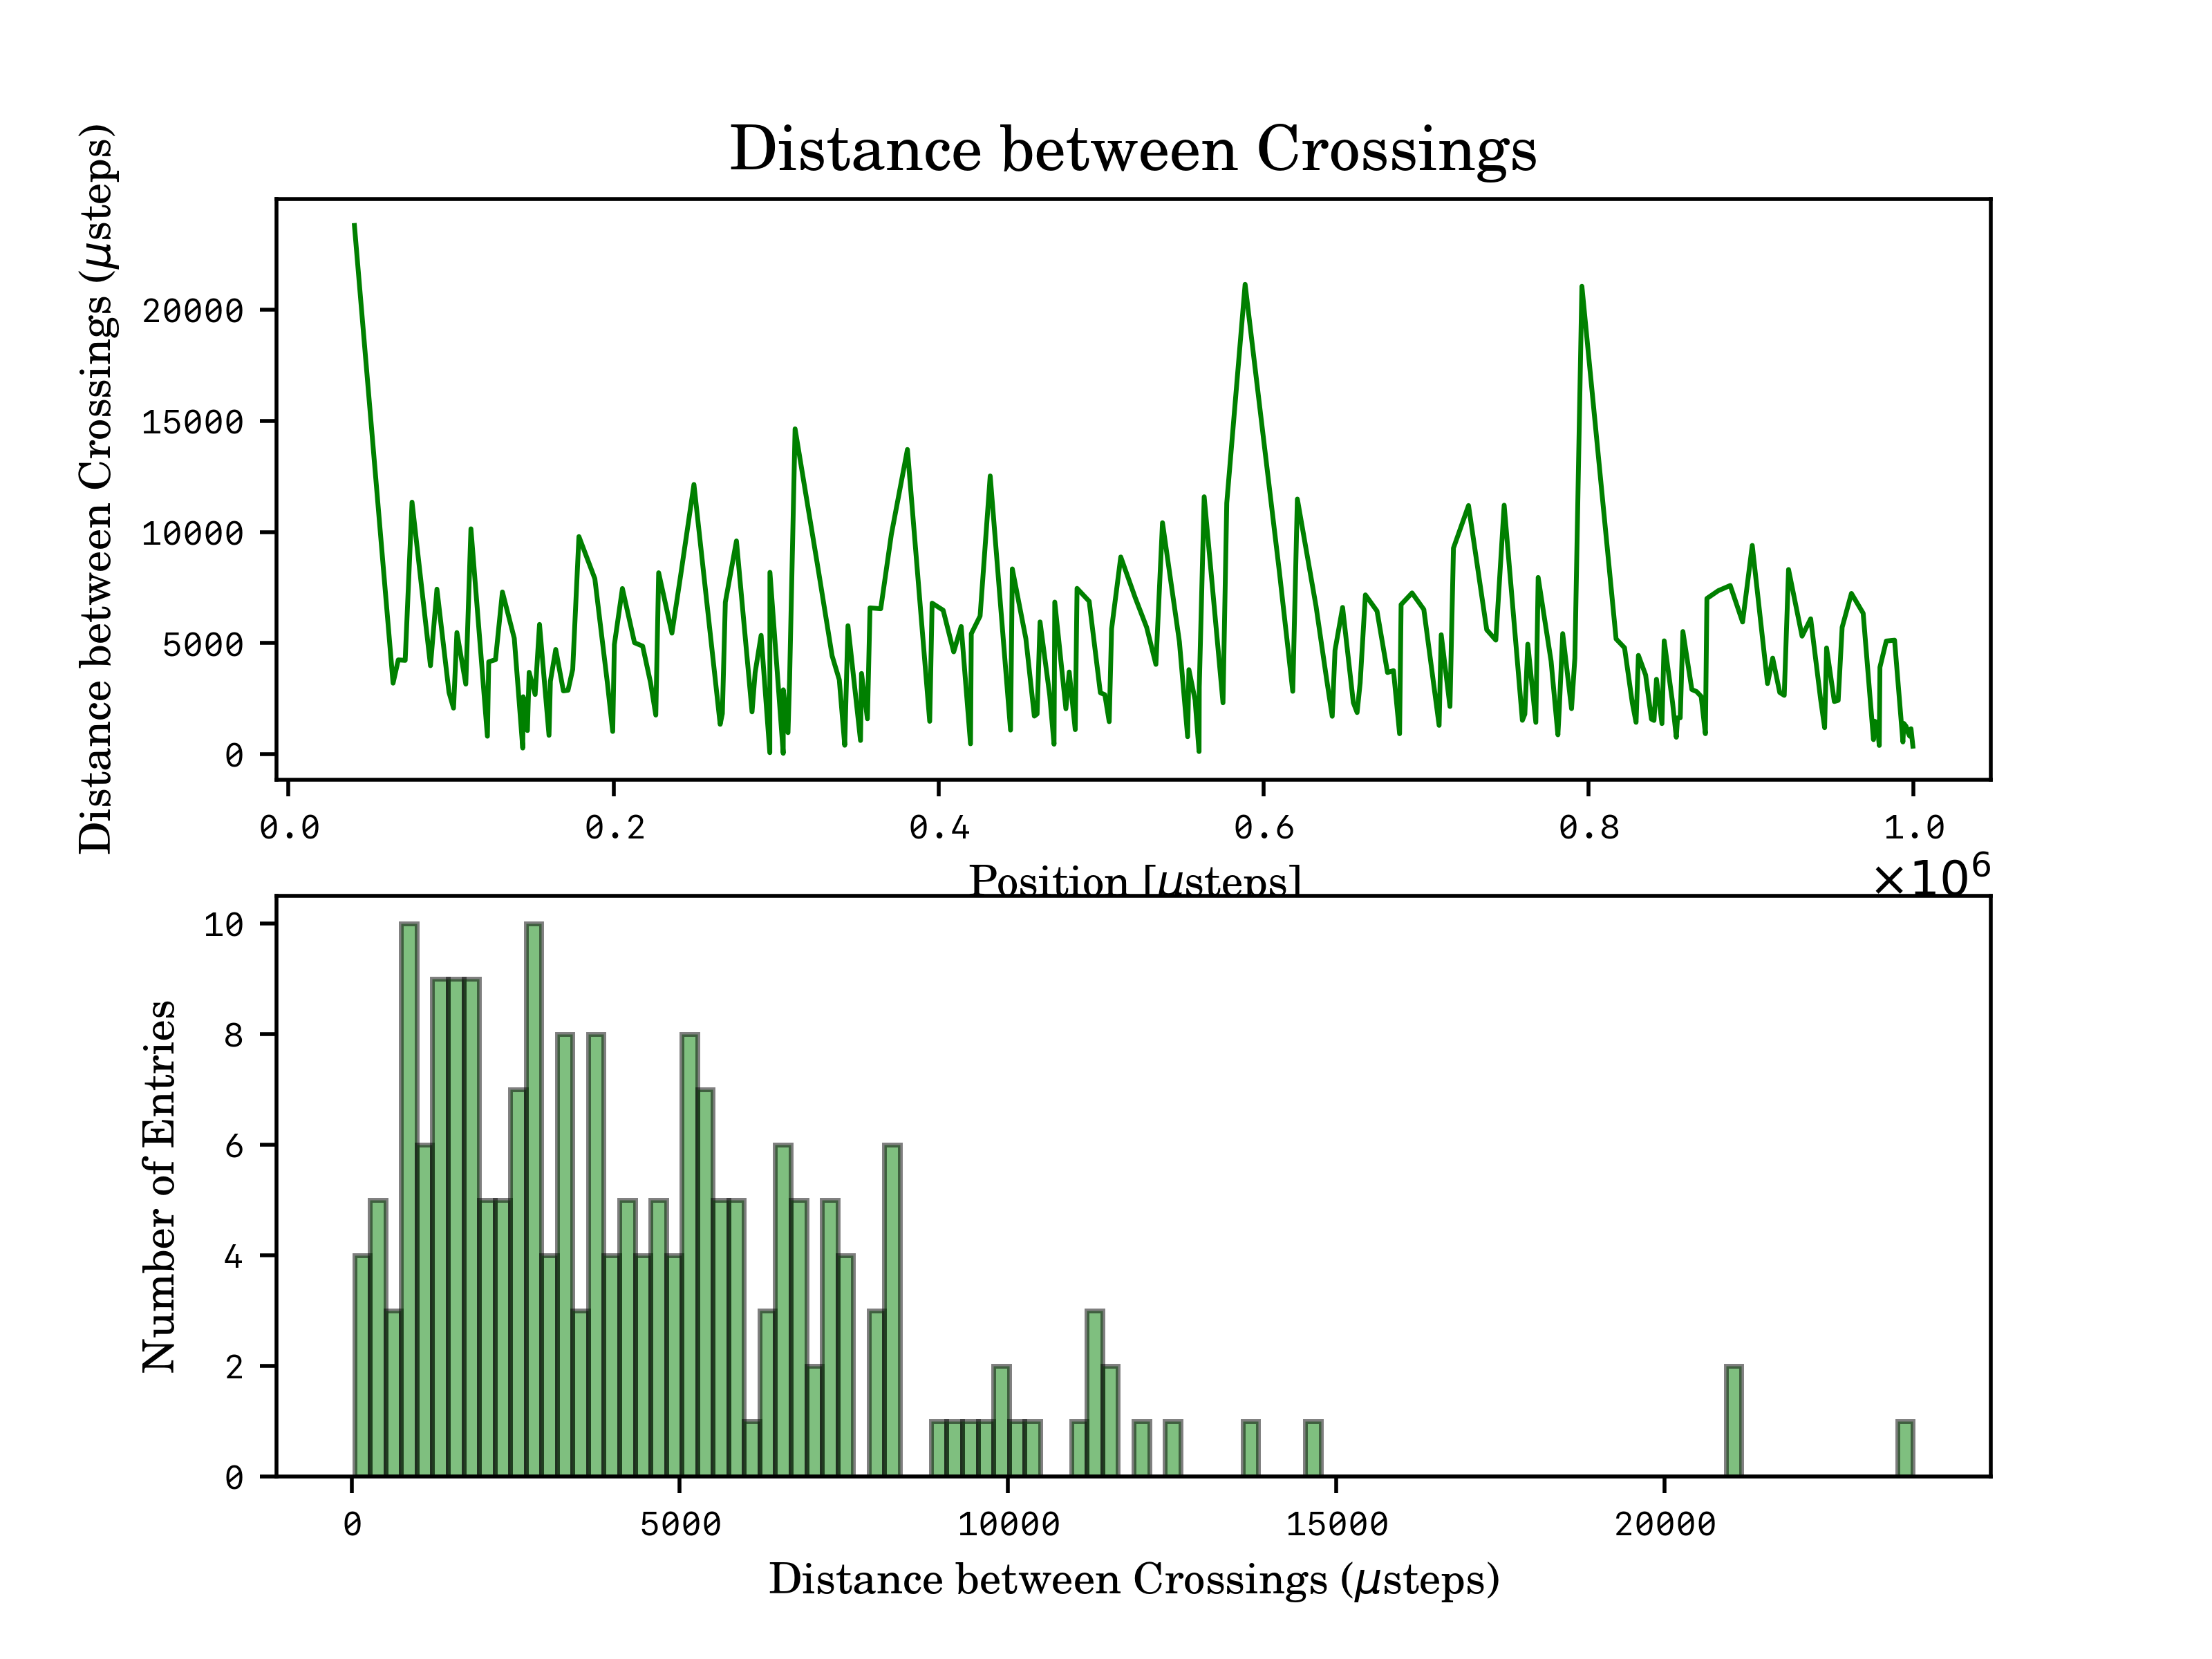 Distance between Crossings
Distance between Crossings (μsteps)
20000
15000
10000
5000
0
0.0 0.2 0.4 0.6 0.8 1.0
Position [μsteps]
×10⁶
Number of Entries
10
8
6
4
2
0
0 5000 10000 15000 20000
Distance between Crossings (μsteps)